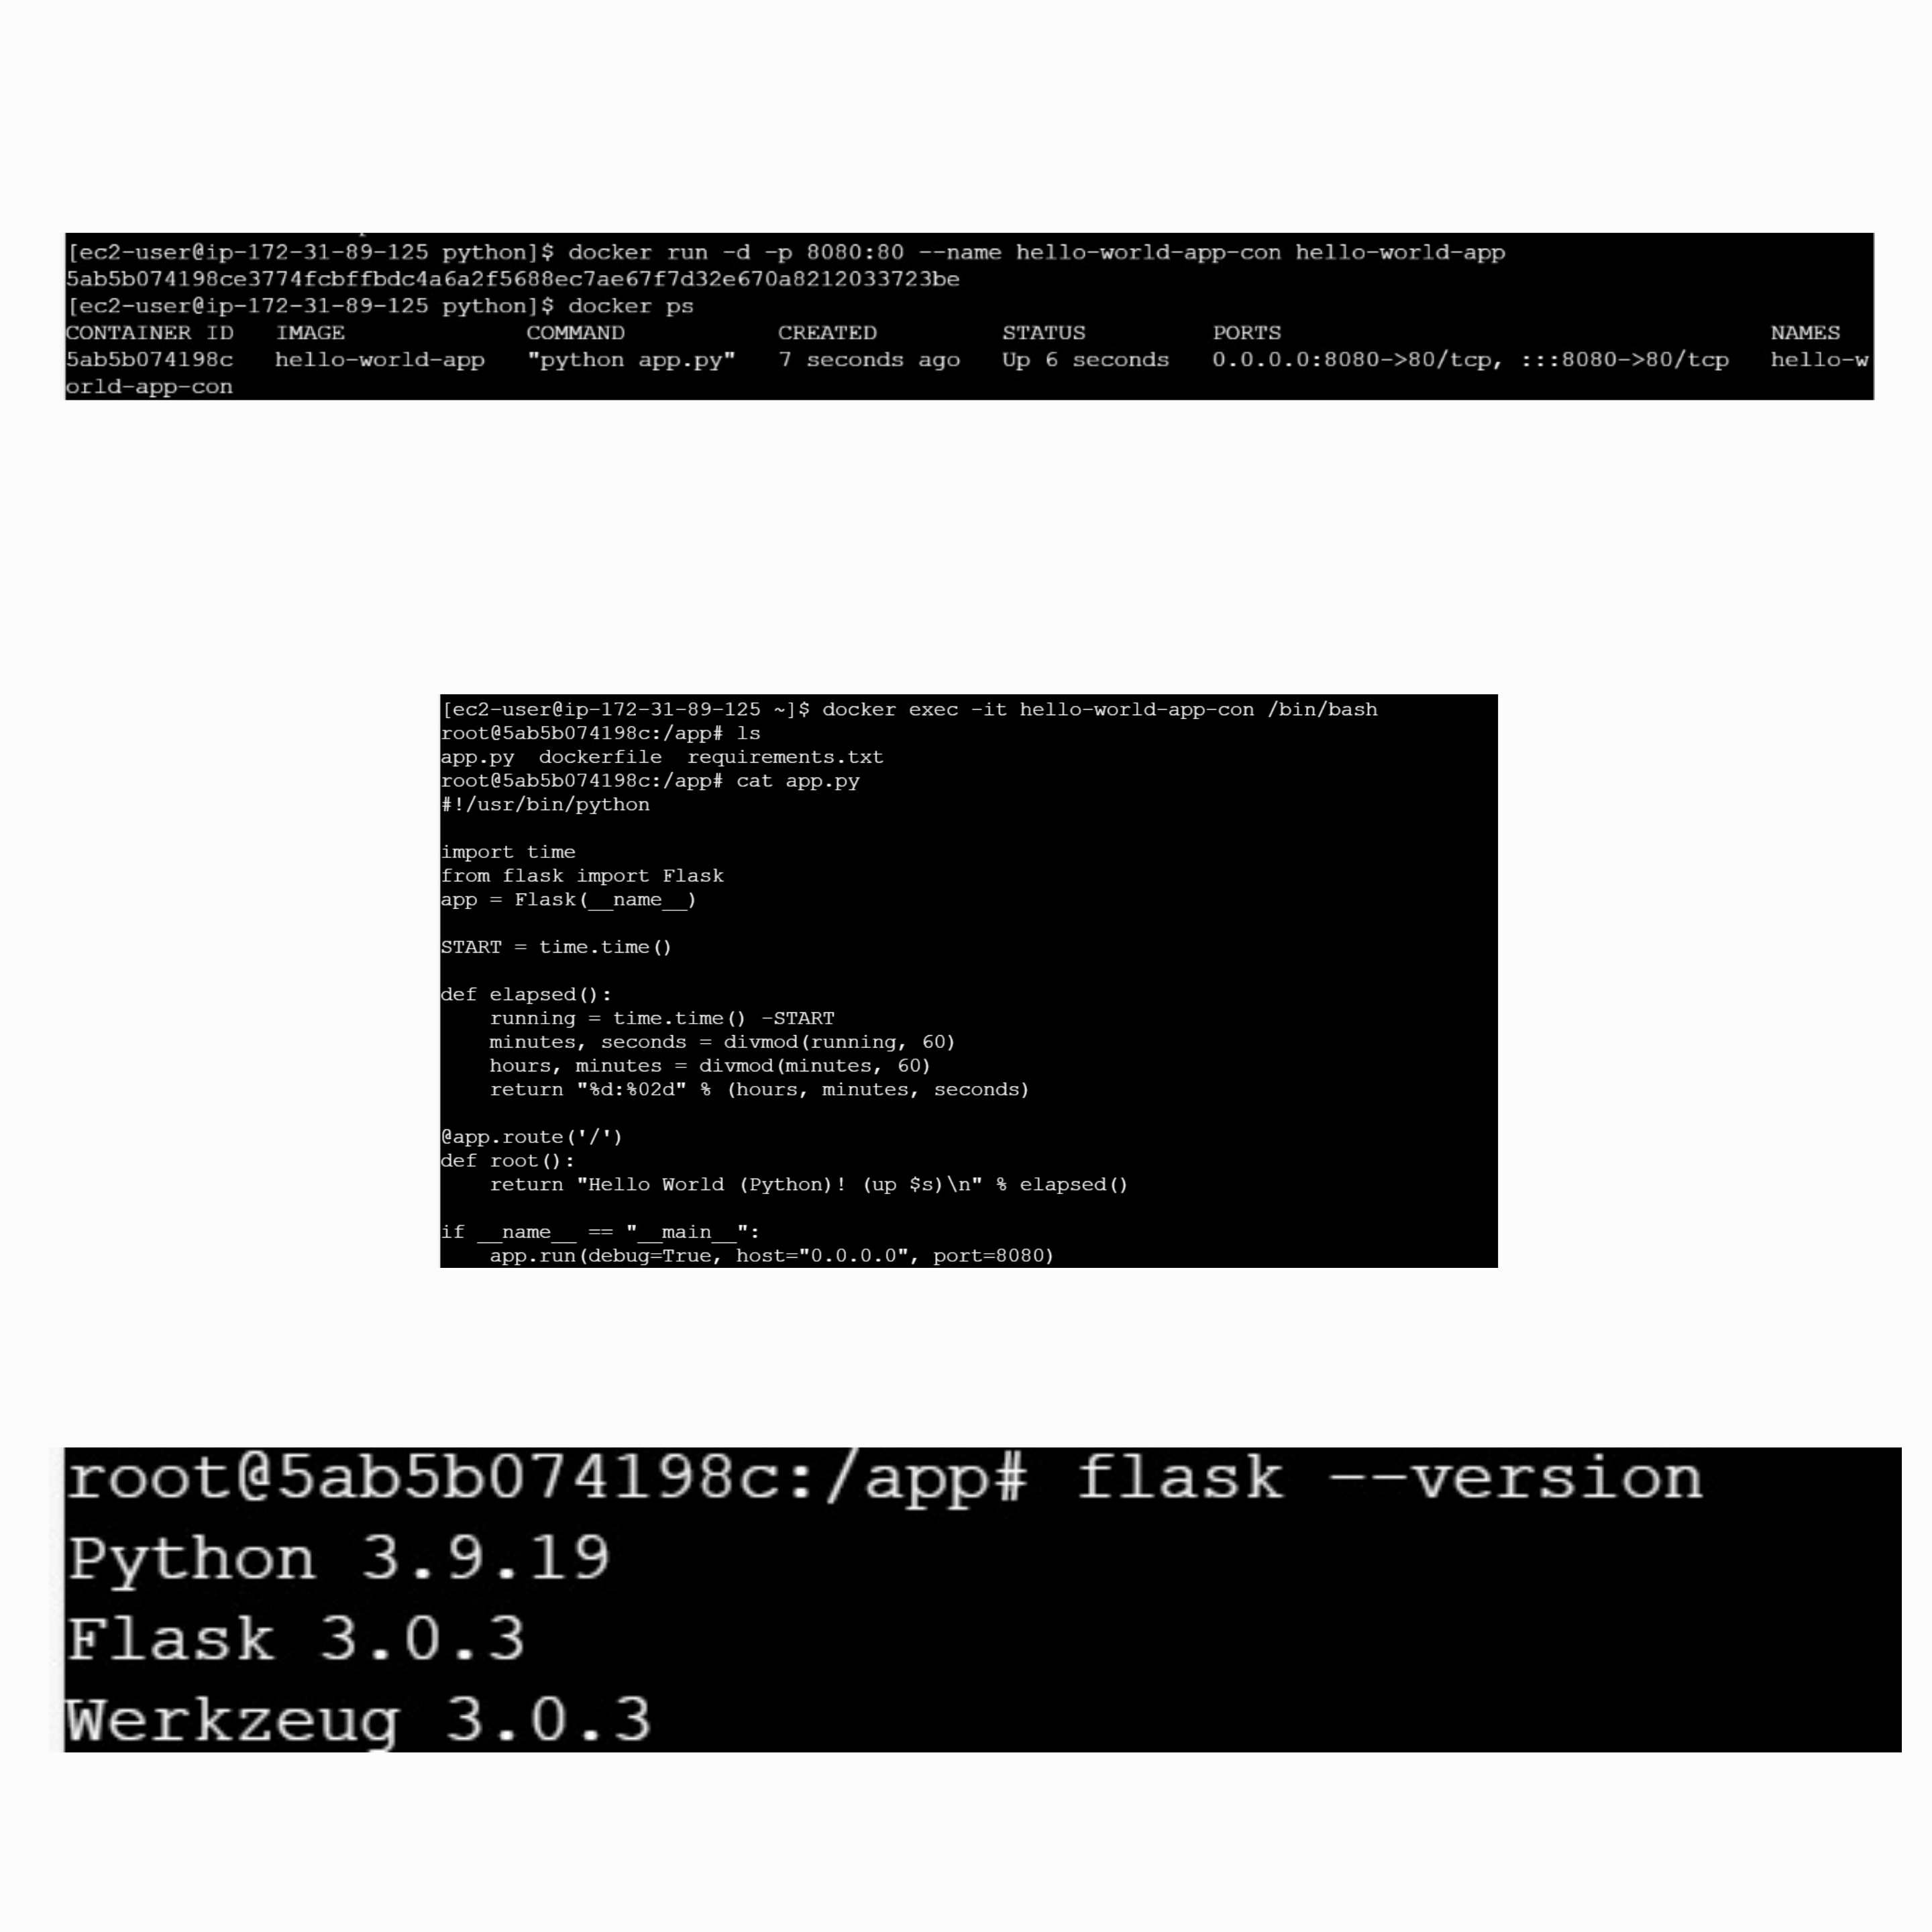 [ec2-user@ip-172-31-89-125 python]$ docker run -d -p 8080:80 --name hello-world-app-con hello-world-app
5ab5b074198ce3774fcbffbdc4a6a2f5688ec7ae67f7d32e670a8212033723be
[ec2-user@ip-172-31-89-125 python]$ docker ps
CONTAINER ID   IMAGE             COMMAND           CREATED         STATUS         PORTS                                   NAMES
5ab5b074198c   hello-world-app   "python app.py"   7 seconds ago   Up 6 seconds   0.0.0.0:8080->80/tcp, :::8080->80/tcp   hello-w
orld-app-con
[ec2-user@ip-172-31-89-125 ~]$ docker exec -it hello-world-app-con /bin/bash
root@5ab5b074198c:/app# ls
app.py  dockerfile  requirements.txt
root@5ab5b074198c:/app# cat app.py
#!/usr/bin/python

import time
from flask import Flask
app = Flask(__name__)

START = time.time()

def elapsed():
    running = time.time() -START
    minutes, seconds = divmod(running, 60)
    hours, minutes = divmod(minutes, 60)
    return "%d:%02d" % (hours, minutes, seconds)

@app.route('/')
def root():
    return "Hello World (Python)! (up $s)\n" % elapsed()

if __name__ == "__main__":
    app.run(debug=True, host="0.0.0.0", port=8080)
root@5ab5b074198c:/app# flask --version
Python 3.9.19
Flask 3.0.3
Werkzeug 3.0.3